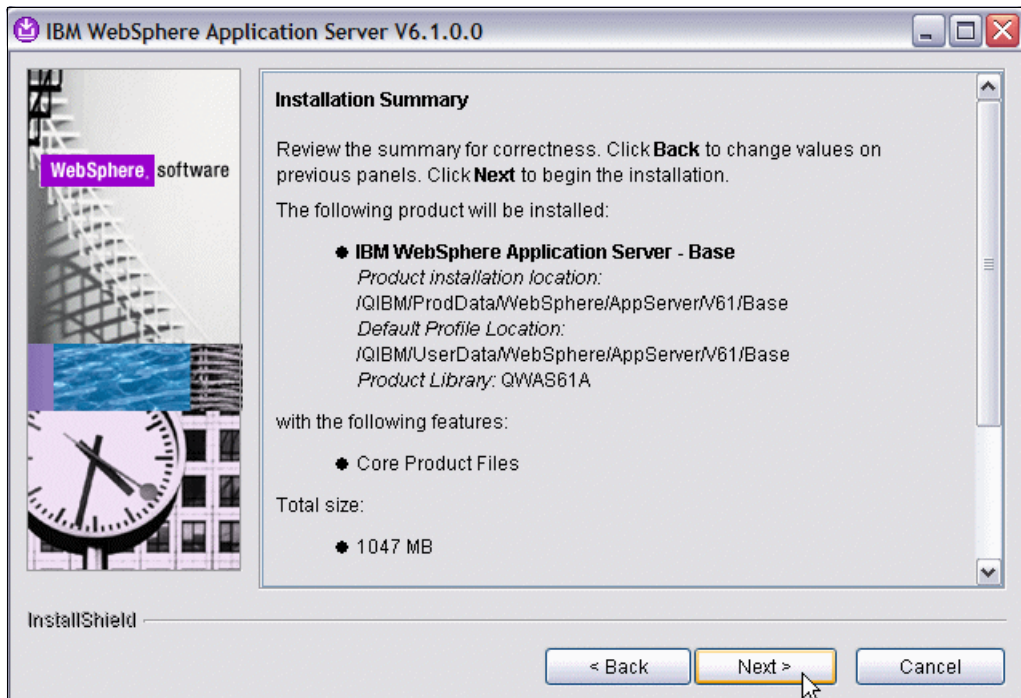 IBM WebSphere Application Server V6.1.0.0
WebSphere. software
Installation Summary
Review the summary for correctness. Click Back to change values on
previous panels. Click Next to begin the installation.
The following product will be installed:
IBM WebSphere Application Server - Base
Product installation location:
/QIBM/ProdData/WebSphere/AppServer/V61/Base
Default Profile Location:
/QIBM/UserData/WebSphere/AppServer/V61/Base
Product Library: QWAS61A
with the following features:
Core Product Files
Total size:
1047 MB
InstallShield
< Back
Next >
Cancel